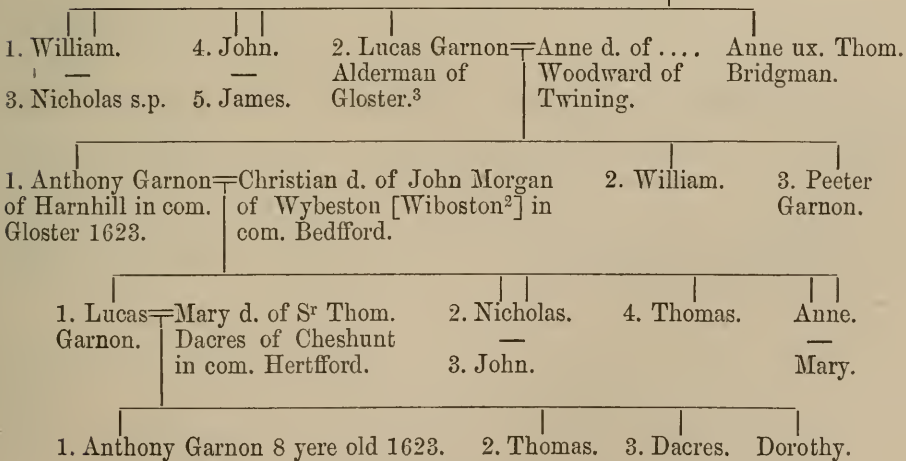 1. William. 4. John. 2. Lucas Garnon=Anne d. of .... Anne ux. Thom.
— — Alderman of Woodward of Bridgman.
3. Nicholas s.p. 5. James. Gloster.³ Twining.
1. Anthony Garnon=Christian d. of John Morgan 2. William. 3. Peeter
of Harnhill in com. of Wybeston [Wiboston²] in Garnon.
Gloster 1623. com. Bedfford.
1. Lucas=Mary d. of Sʳ Thom. 2. Nicholas. 4. Thomas. Anne.
Garnon. Dacres of Cheshunt — —
in com. Hertfford. 3. John. Mary.
1. Anthony Garnon 8 yere old 1623. 2. Thomas. 3. Dacres. Dorothy.